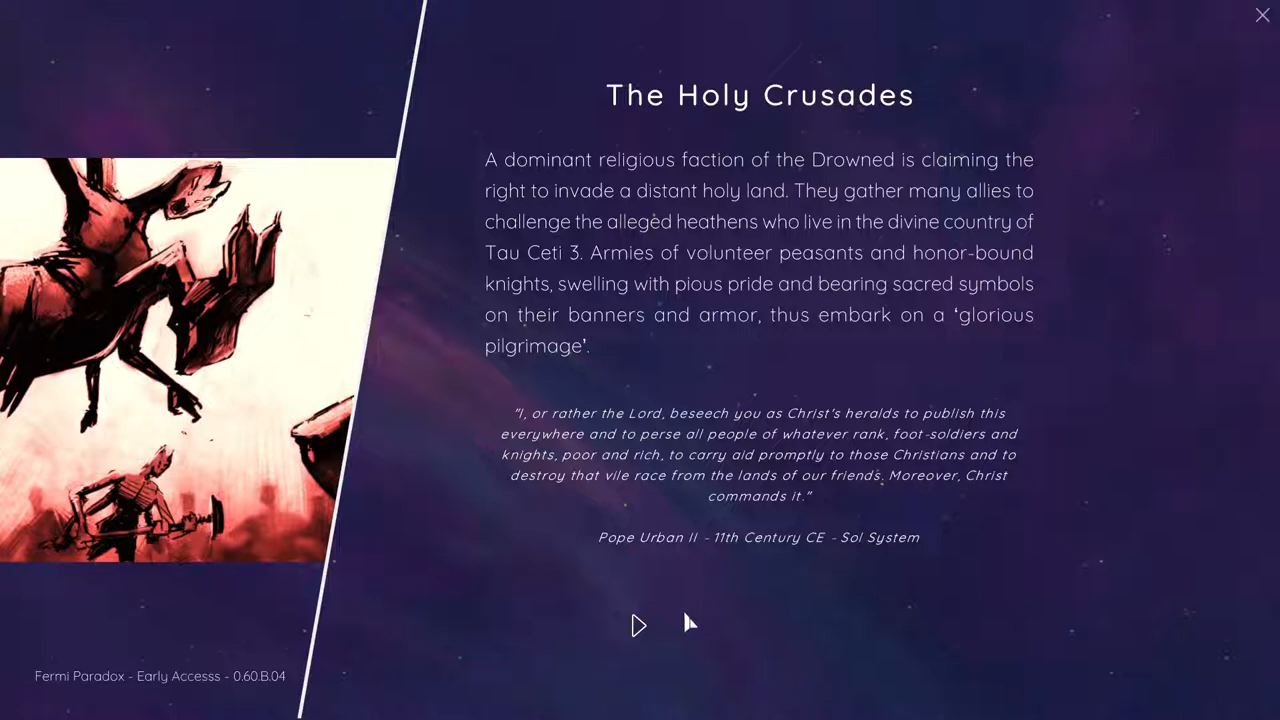 The Holy Crusades
A dominant religious faction of the Drowned is claiming the
right to invade a distant holy land. They gather many allies to
challenge the alleged heathens who live in the divine country of
Tau Ceti 3. Armies of volunteer peasants and honor-bound
knights, swelling with pious pride and bearing sacred symbols
on their banners and armor, thus embark on a ‘glorious
pilgrimage’.
"I, or rather the Lord, beseech you as Christ's heralds to publish this
everywhere and to perse all people of whatever rank, foot-soldiers and
knights, poor and rich, to carry aid promptly to those Christians and to
destroy that vile race from the lands of our friends. Moreover, Christ
commands it."
Pope Urban II - 11th Century CE - Sol System
Fermi Paradox - Early Accesss - 0.60.B.04